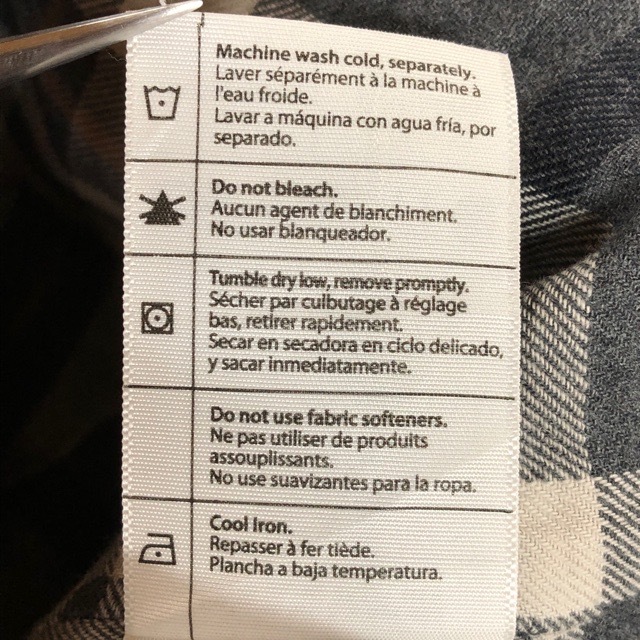 Machine wash cold, separately.
Laver séparément à la machine à
l'eau froide.
Lavar a máquina con agua fría, por
separado.
Do not bleach.
Aucun agent de blanchiment.
No usar blanqueador.
Tumble dry low, remove promptly.
Sécher par culbutage à réglage
bas, retirer rapidement.
Secar en secadora en ciclo delicado,
y sacar inmediatamente.
Do not use fabric softeners.
Ne pas utiliser de produits
assouplissants.
No use suavizantes para la ropa.
Cool Iron.
Repasser à fer tiède.
Plancha a baja temperatura.